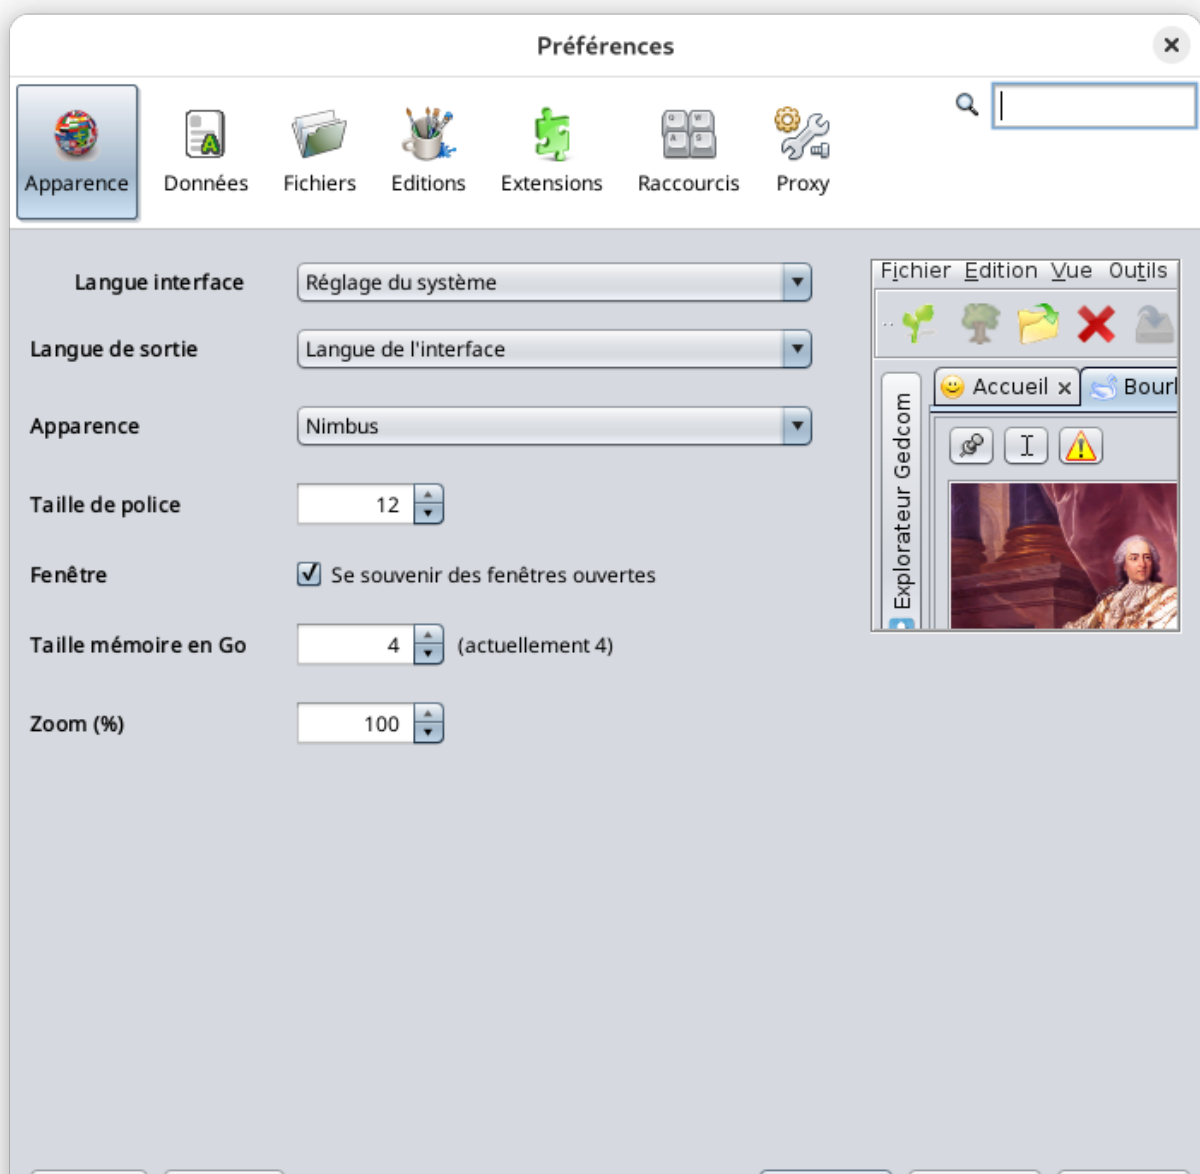 Préférences
Apparence
Données
Fichiers
Editions
Extensions
Raccourcis
Proxy
Langue interface
Réglage du système
Langue de sortie
Langue de l'interface
Apparence
Nimbus
Taille de police
12
Fenêtre
Se souvenir des fenêtres ouvertes
Taille mémoire en Go
4
(actuellement 4)
Zoom (%)
100
Fichier Edition Vue Outils
Accueil
Explorateur Gedcom